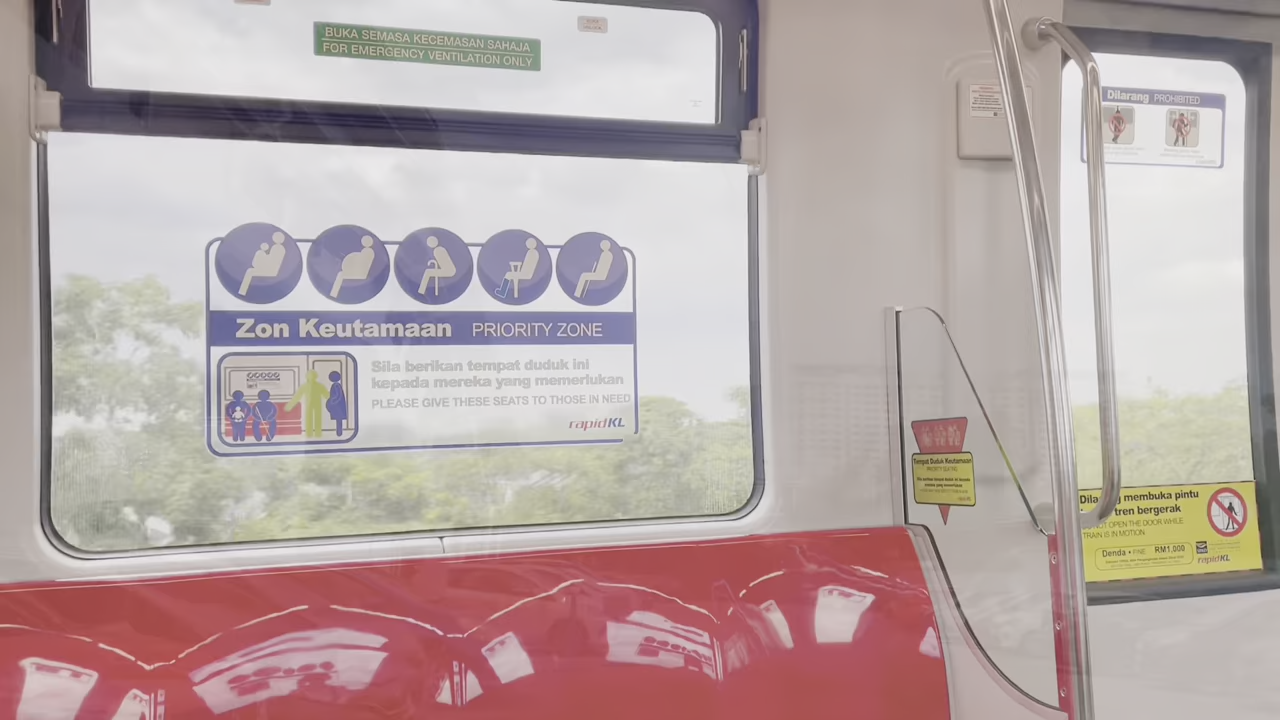 BUKA SEMASA KECEMASAN SAHAJA
FOR EMERGENCY VENTILATION ONLY
Zon Keutamaan PRIORITY ZONE
Sila berikan tempat duduk ini
kepada mereka yang memerlukan
PLEASE GIVE THESE SEATS TO THOSE IN NEED
rapidKL
Dilarang PROHIBITED
Tempat Duduk Keutamaan
membuka pintu
tren bergerak
OPEN THE DOOR WHILE
TRAIN IS IN MOTION
Denda • FINE RM1,000
rapidKL